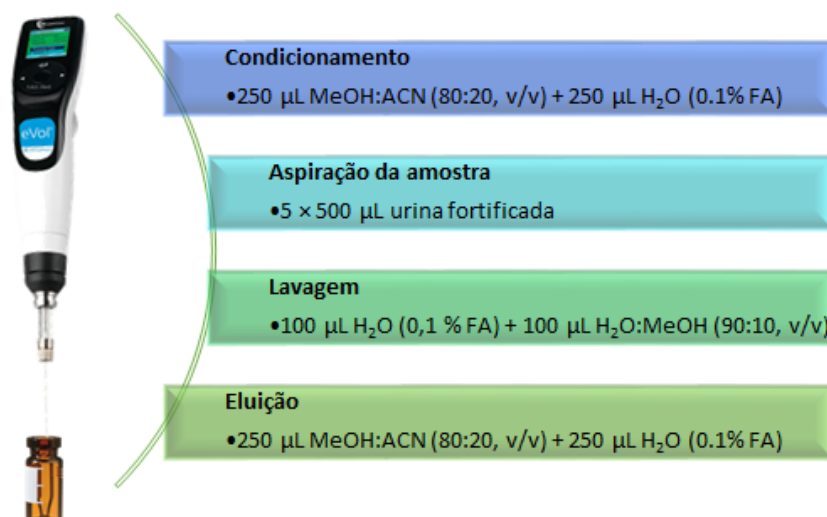 eVol
Condicionamento
•250 µL MeOH:ACN (80:20, v/v) + 250 µL H₂O (0.1% FA)
Aspiração da amostra
•5 × 500 µL urina fortificada
Lavagem
•100 µL H₂O (0,1 % FA) + 100 µL H₂O:MeOH (90:10, v/v)
Eluição
•250 µL MeOH:ACN (80:20, v/v) + 250 µL H₂O (0.1% FA)